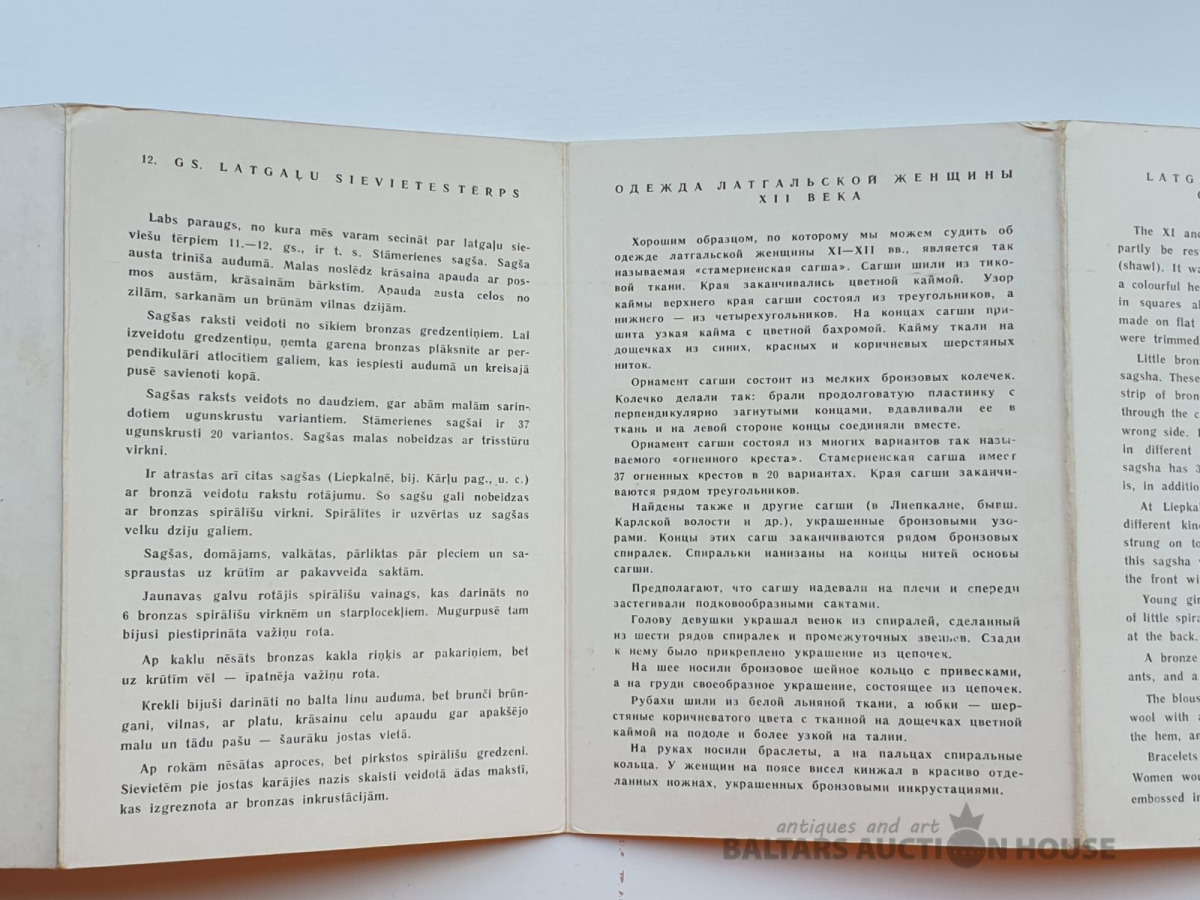 12. GS. LATGAĻU SIEVIETES TĒRPS
Labs paraugs, no kura mēs varam secināt par latgaļu sie-
viešu tērpiem 11.—12. gs., ir t. s. Stāmerienes sagša. Sagša
austa triniša audumā. Malas noslēdz krāsaina apauda ar pos-
mos austām, krāsainām bārkstīm. Apauda austa celos no
zilām, sarkanām un brūnām vilnas dzijām.
Sagšas raksti veidoti no sīkiem bronzas gredzentiņiem. Lai
izveidotu gredzentiņu, ņemta garena bronzas plāksnīte ar per-
pendikulāri atlocītiem galiem, kas iespiesti audumā un kreisajā
pusē savienoti kopā.
Sagšas raksts veidots no daudziem, gar abām malām sarin-
dotiem ugunskrustu variantiem. Stāmerienes sagšai ir 37
ugunskrusti 20 variantos. Sagšas malas nobeidzas ar trīsstūru
virkni.
Ir atrastas arī citas sagšas (Liepkalnē, bij. Kārļu pag., u. c.)
ar bronzā veidotu rakstu rotājumu. Šo sagšu gali nobeidzas
ar bronzas spirālīšu virkni. Spirālītes ir uzvērtas uz sagšas
velku dziju galiem.
Sagšas, domājams, valkātas, pārliktas pār pleciem un sa-
spraustas uz krūtīm ar pakavveida saktām.
Jaunavas galvu rotājis spirālīšu vainags, kas darināts no
6 bronzas spirālīšu virknēm un starplocekļiem. Mugurpusē tam
bijusi piestiprināta važiņu rota.
Ap kaklu nēsāts bronzas kakla riņķis ar pakariņiem, bet
uz krūtīm vēl — īpatnēja važiņu rota.
Krekli bijuši darināti no balta linu auduma, bet brunči brūn-
gani, vilnas, ar platu, krāsainu celu apaudu gar apakšējo
malu un tādu pašu — šaurāku jostas vietā.
Ap rokām nēsātas aproces, bet pirkstos spirālīšu gredzeni.
Sievietēm pie jostas karājies nazis skaisti veidotā ādas makstī,
kas izgreznota ar bronzas inkrustācijām.
ОДЕЖДА ЛАТГАЛЬСКОЙ ЖЕНЩИНЫ
XII ВЕКА
Хорошим образцом, по которому мы можем судить об
одежде латгальской женщины XI—XII вв., является так
называемая «стамериенская сагша». Сагши шили из тико-
вой ткани. Края заканчивались цветной каймой. Узор
каймы верхнего края сагши состоял из треугольников, а
нижнего — из четырехугольников. На концах сагши при-
шита узкая кайма с цветной бахромой. Кайму ткали на
дощечках из синих, красных и коричневых шерстяных
ниток.
Орнамент сагши состоит из мелких бронзовых колечек.
Колечко делали так: брали продолговатую пластинку с
перпендикулярно загнутыми концами, вдавливали ее в
ткань и на левой стороне концы соединяли вместе.
Орнамент сагши состоял из многих вариантов так назы-
ваемого «огненного креста». Стамериенская сагша имеет
37 огненных крестов в 20 вариантах. Края сагши заканчи-
ваются рядом треугольников.
Найдены также и другие сагши (в Лиепкалне, бывш.
Карлской волости и др.), украшенные бронзовыми узо-
рами. Концы этих сагш заканчиваются рядом бронзовых
спиралек. Спиральки нанизаны на концы нитей основы
сагши.
Предполагают, что сагшу надевали на плечи и спереди
застегивали подковообразными сактами.
Голову девушки украшал венок из спиралей, сделанный
из шести рядов спиралек и промежуточных звеньев. Сзади
к нему было прикреплено украшение из цепочек.
На шее носили бронзовое шейное кольцо с привесками,
а на груди своеобразное украшение, состоящее из цепочек.
Рубахи шили из белой льняной ткани, а юбки — шер-
стяные коричневатого цвета с тканной на дощечках цветной
каймой на подоле и более узкой на талии.
На руках носили браслеты, а на пальцах спиральные
кольца. У женщин на поясе висел кинжал в красиво отде-
ланных ножнах, украшенных бронзовыми инкрустациями.
LATG
The XI and
partly be res
(shawl). It wa
a colourful he
in squares al
made on flat
were trimmed
Little bron
sagsha. These
strip of bron
through the c
wrong side. 
in different
sagsha has 3
is, in additio
At Liepka
different kin
strung on to
this sagsha
the front wi
Young gir
of little spira
at the back.
A bronze
ants, and a
The blous
wool with a
the hem, an
Bracelets
Women wou
embossed in
antiques and art
BALTARS AUCTION HOUSE